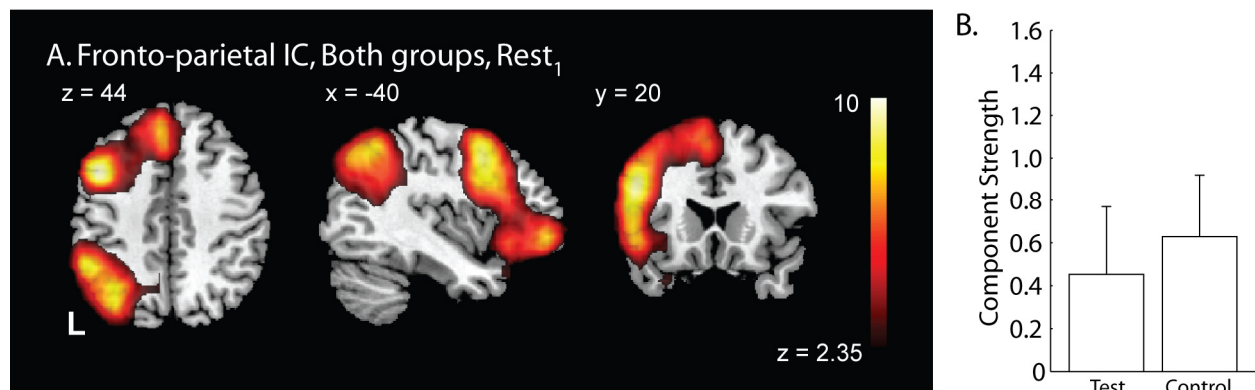 A. Fronto-parietal IC, Both groups, Rest1
z = 44
x = -40
y = 20
10
z = 2.35
L
B.
Component Strength
1.6
1.4
1.2
1.0
0.8
0.6
0.4
0.2
0
Test
Control